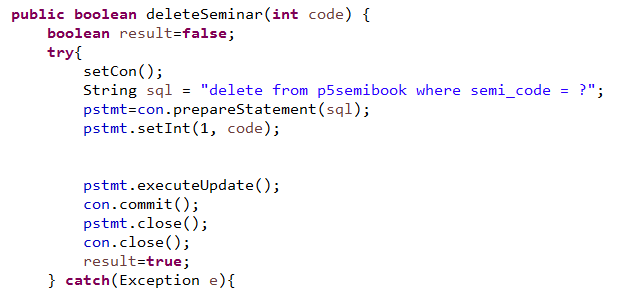 public boolean deleteSeminar(int code) {
boolean result=false;
try{
setCon();
String sql = "delete from p5semibook where semi_code = ?";
pstmt=con.prepareStatement(sql);
pstmt.setInt(1, code);
pstmt.executeUpdate();
con.commit();
pstmt.close();
con.close();
result=true;
} catch(Exception e){